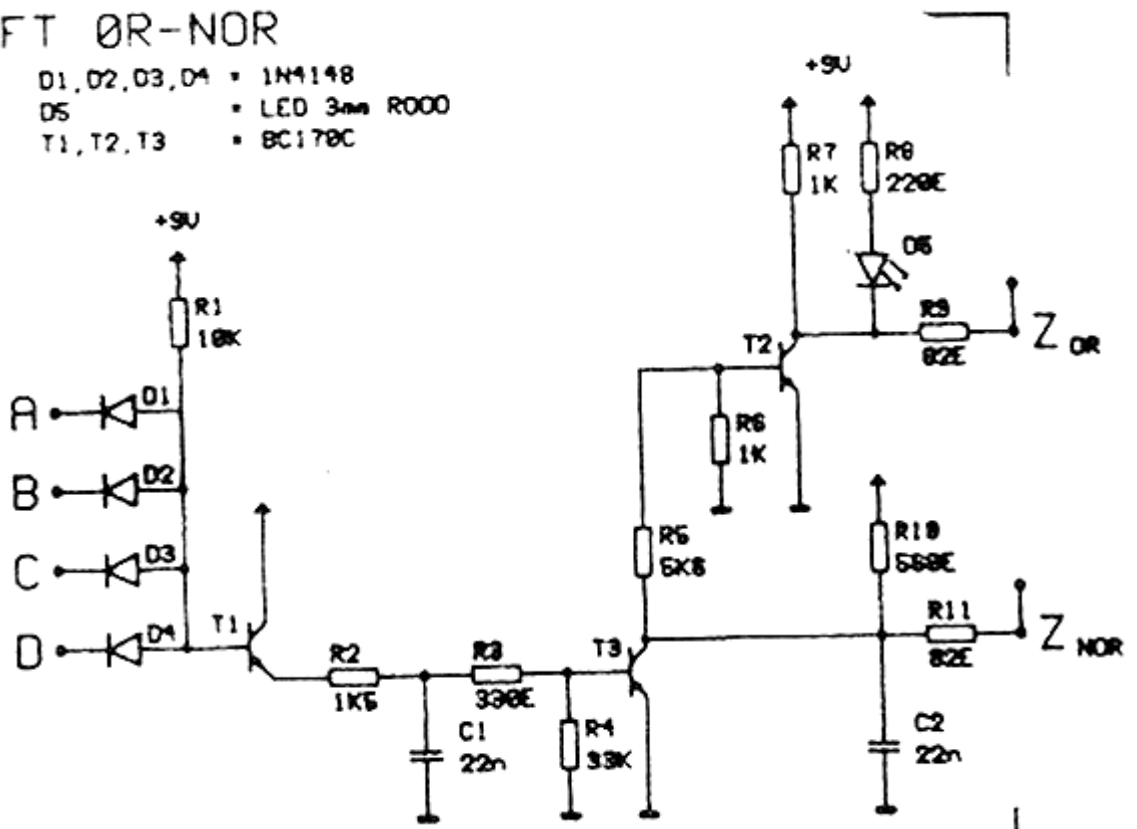 FT ØR-NOR
D1,D2,D3,D4 = 1N4148
D5 = LED 3mm ROOD
T1,T2,T3 = BC170C
+9V
R7
1K
R8
220E
+9V
D5
R1
10K
R9
82E
Z OR
T2
A
D1
R6
1K
B
D2
R10
560E
R5
5K6
C
D3
R11
82E
Z NOR
D
D4
T1
T3
R2
1K5
R3
330E
C1
22n
R4
33K
C2
22n